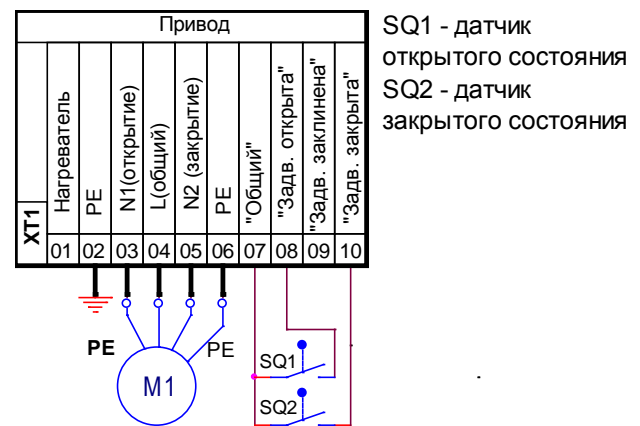 Привод
SQ1 - датчик
открытого состояния
SQ2 - датчик
закрытого состояния
XT1
Нагреватель
PE
N1(открытие)
L(общий)
N2 (закрытие)
PE
"Общий"
"Задв. открыта"
"Задв. заклинена"
"Задв. закрыта"
01 02 03 04 05 06 07 08 09 10
PE
PE
M1
SQ1
SQ2